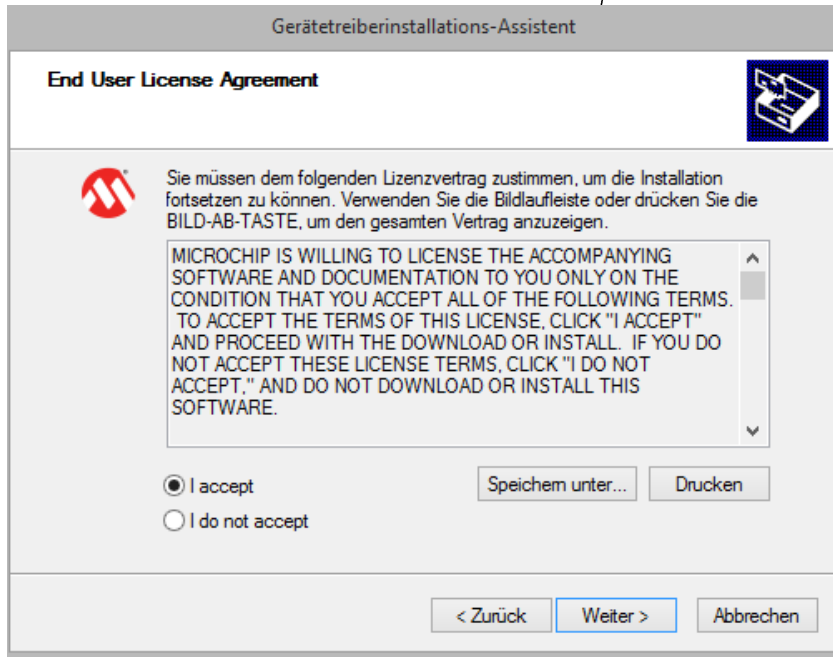 Gerätetreiberinstallations-Assistent
End User License Agreement
Sie müssen dem folgenden Lizenzvertrag zustimmen, um die Installation
fortsetzen zu können. Verwenden Sie die Bildlaufleiste oder drücken Sie die
BILD-AB-TASTE, um den gesamten Vertrag anzuzeigen.
MICROCHIP IS WILLING TO LICENSE THE ACCOMPANYING
SOFTWARE AND DOCUMENTATION TO YOU ONLY ON THE
CONDITION THAT YOU ACCEPT ALL OF THE FOLLOWING TERMS.
TO ACCEPT THE TERMS OF THIS LICENSE, CLICK "I ACCEPT"
AND PROCEED WITH THE DOWNLOAD OR INSTALL. IF YOU DO
NOT ACCEPT THESE LICENSE TERMS, CLICK "I DO NOT
ACCEPT," AND DO NOT DOWNLOAD OR INSTALL THIS
SOFTWARE.
I accept
Speichern unter...
Drucken
I do not accept
< Zurück
Weiter >
Abbrechen